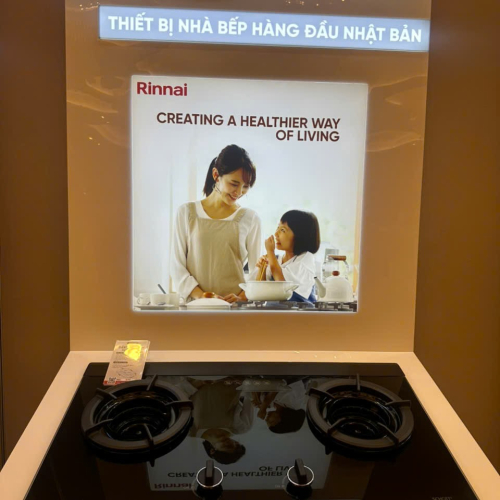 THIẾT BỊ NHÀ BẾP HÀNG ĐẦU NHẬT BẢN
Rinnai
CREATING A HEALTHIER WAY
OF LIVING